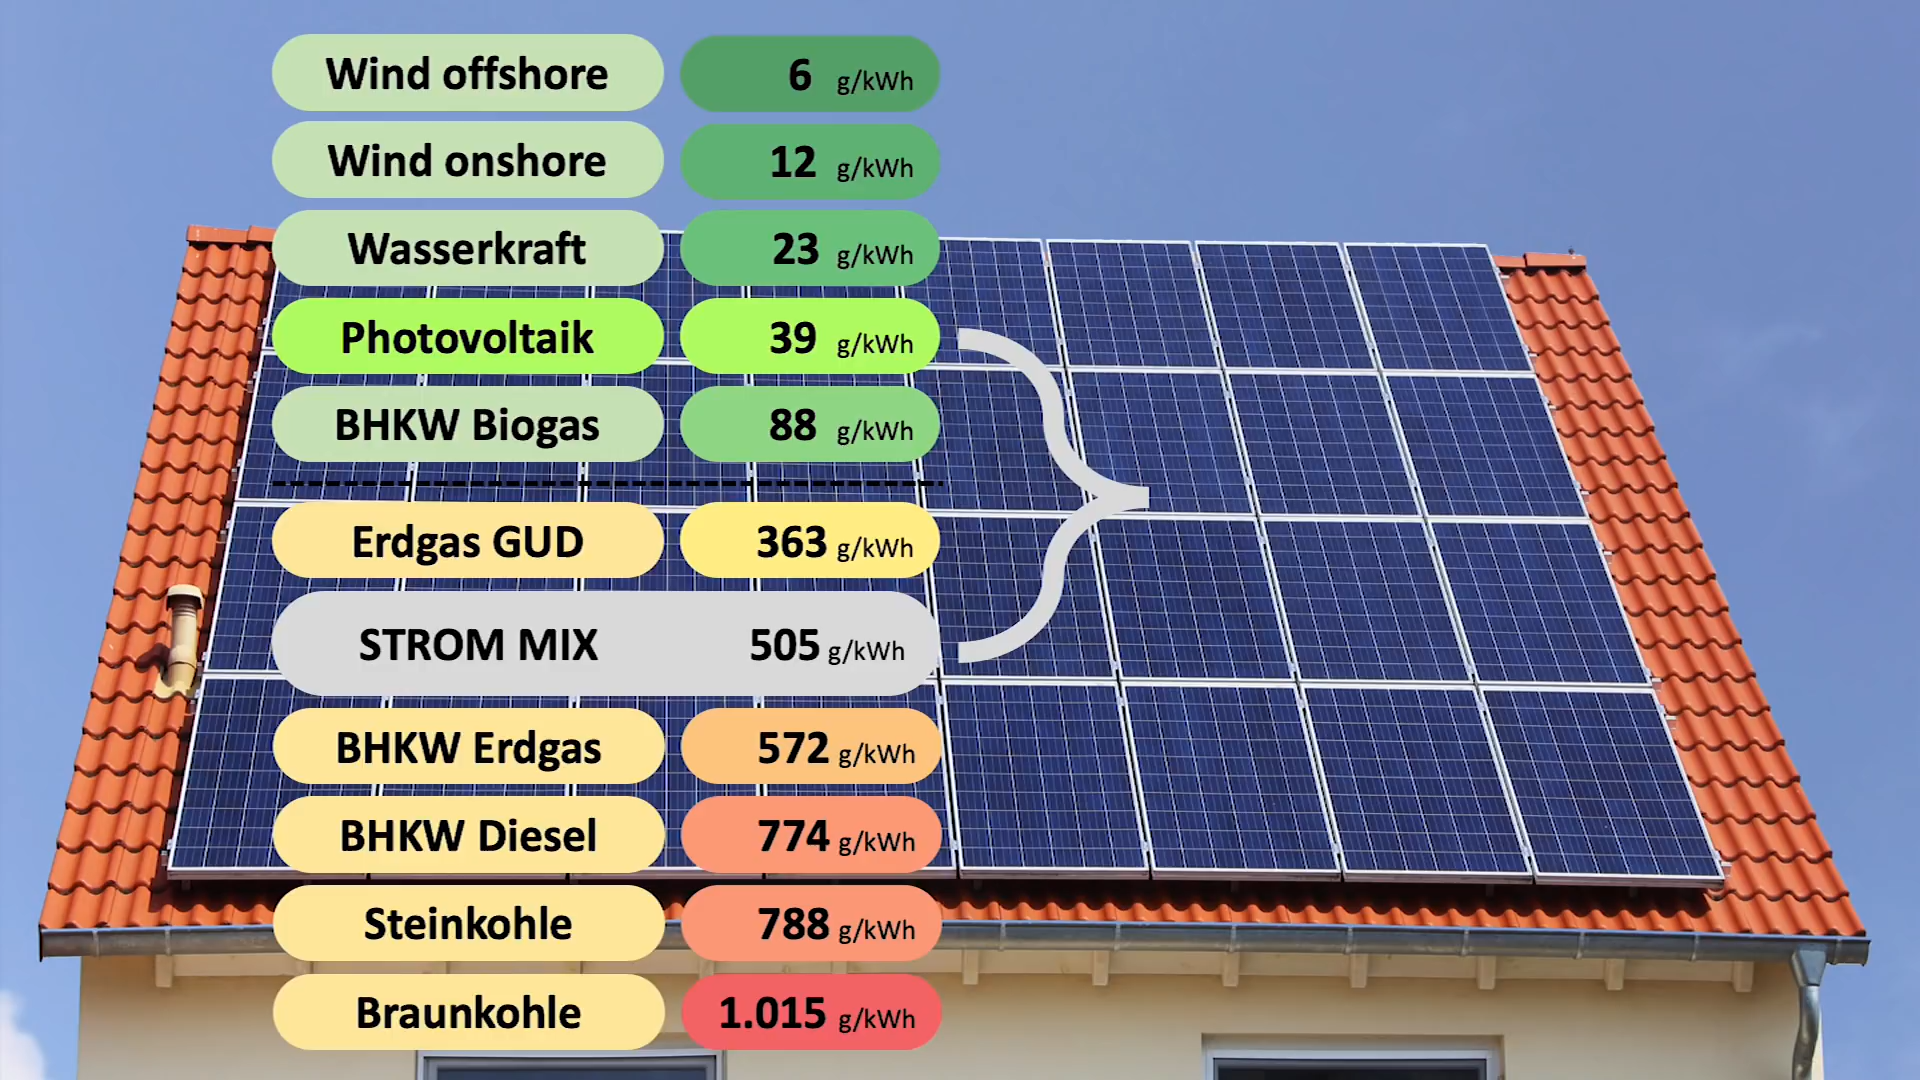 Wind offshore 6 g/kWh
Wind onshore 12 g/kWh
Wasserkraft 23 g/kWh
Photovoltaik 39 g/kWh
BHKW Biogas 88 g/kWh
Erdgas GUD 363 g/kWh
STROM MIX 505 g/kWh
BHKW Erdgas 572 g/kWh
BHKW Diesel 774 g/kWh
Steinkohle 788 g/kWh
Braunkohle 1.015 g/kWh